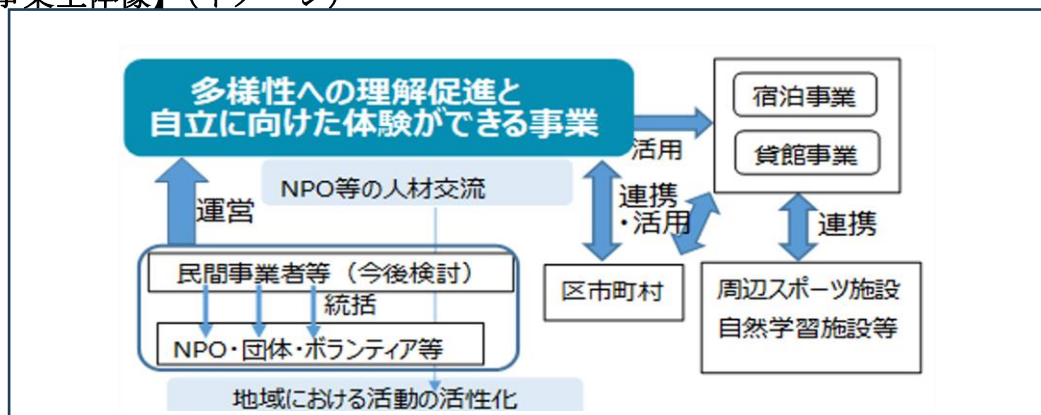 多様性への理解促進と
自立に向けた体験ができる事業
宿泊事業
貸館事業
活用
NPO等の人材交流
運営
連携
・活用
連携
民間事業者等（今後検討）
統括
NPO・団体・ボランティア等
区市町村
周辺スポーツ施設
自然学習施設等
地域における活動の活性化